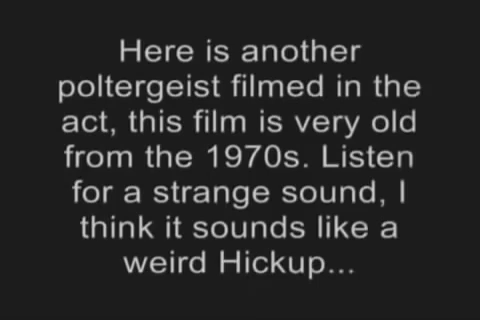 Here is another
poltergeist filmed in the
act, this film is very old
from the 1970s. Listen
for a strange sound, I
think it sounds like a
weird Hickup...